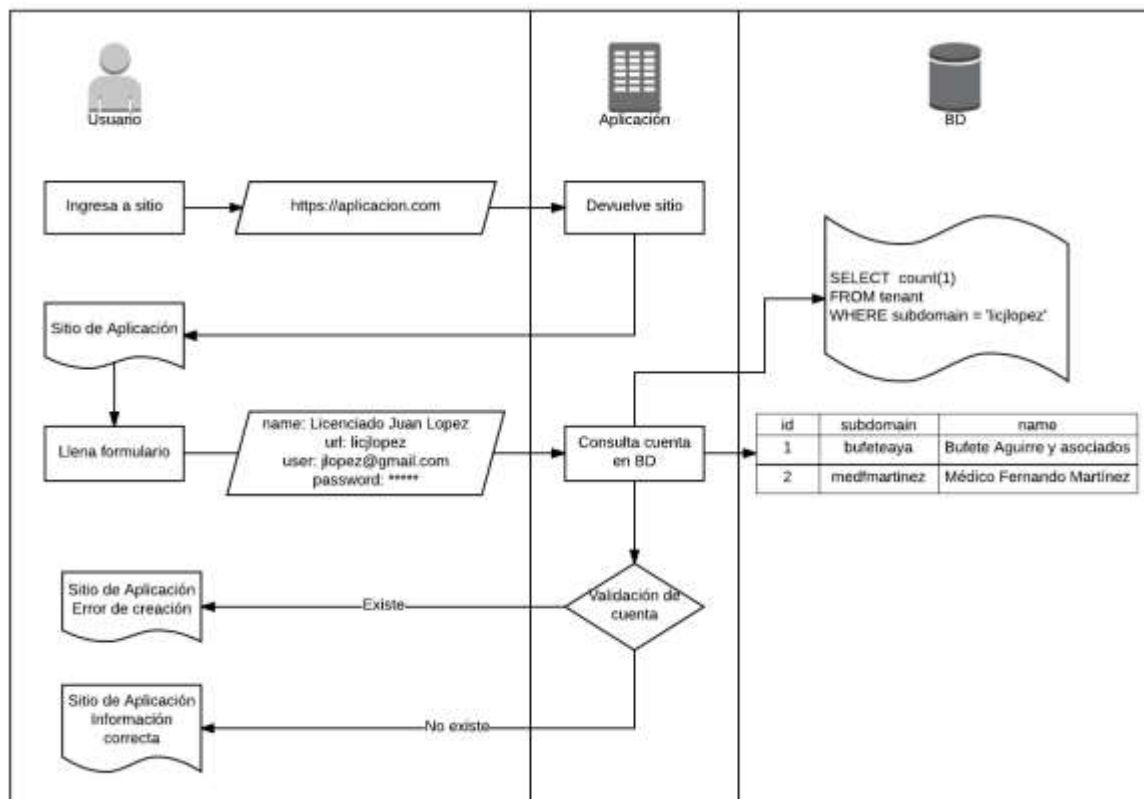 Usuario
Aplicación
BD
Ingresa a sitio
https://aplicacion.com
Devuelve sitio
SELECT count(1)
FROM tenant
WHERE subdomain = 'licjlopez'
Sitio de Aplicación
Llena formulario
name: Licenciado Juan Lopez
url: licjlopez
user: jlopez@gmail.com
password: *****
Consulta cuenta
en BD
id subdomain name
1 bufeteaya Bufete Aguirre y asociados
2 medfmartinez Médico Fernando Martínez
Sitio de Aplicación
Error de creación
Existe
Validación de
cuenta
Sitio de Aplicación
Información
correcta
No existe